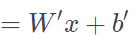 = W'x + b'